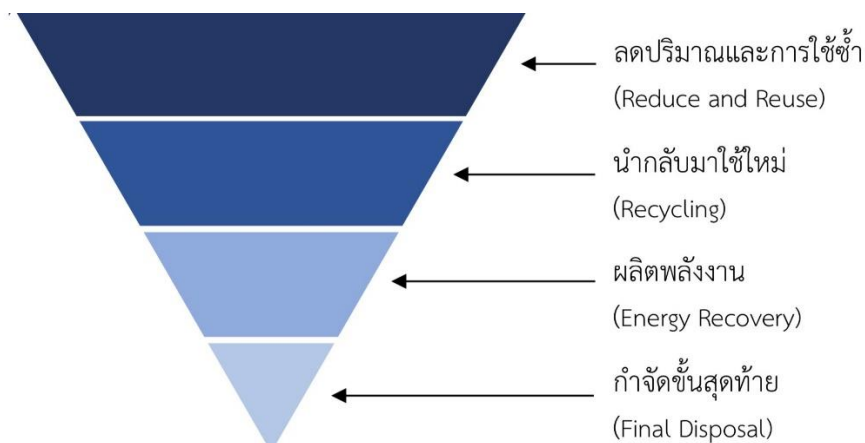 ลดปริมาณและการใช้ซ้ำ
(Reduce and Reuse)
นำกลับมาใช้ใหม่
(Recycling)
ผลิตพลังงาน
(Energy Recovery)
กำจัดขั้นสุดท้าย
(Final Disposal)